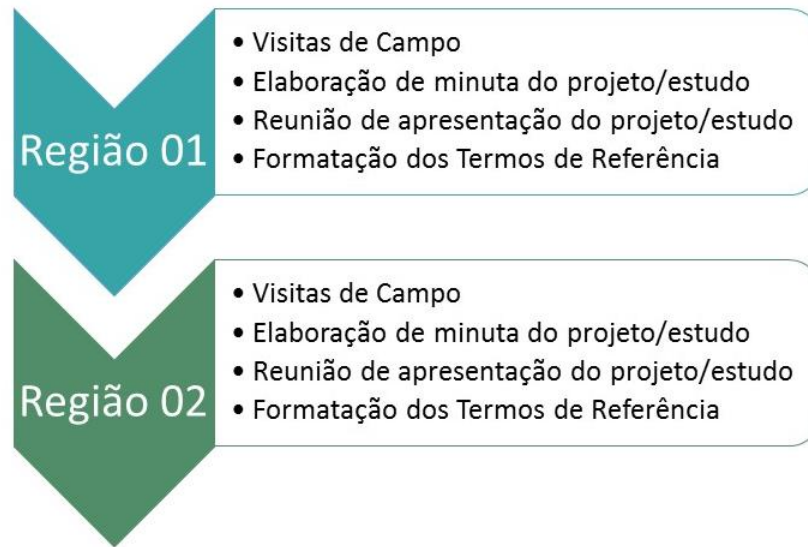 Região 01
• Visitas de Campo
• Elaboração de minuta do projeto/estudo
• Reunião de apresentação do projeto/estudo
• Formatação dos Termos de Referência
Região 02
• Visitas de Campo
• Elaboração de minuta do projeto/estudo
• Reunião de apresentação do projeto/estudo
• Formatação dos Termos de Referência